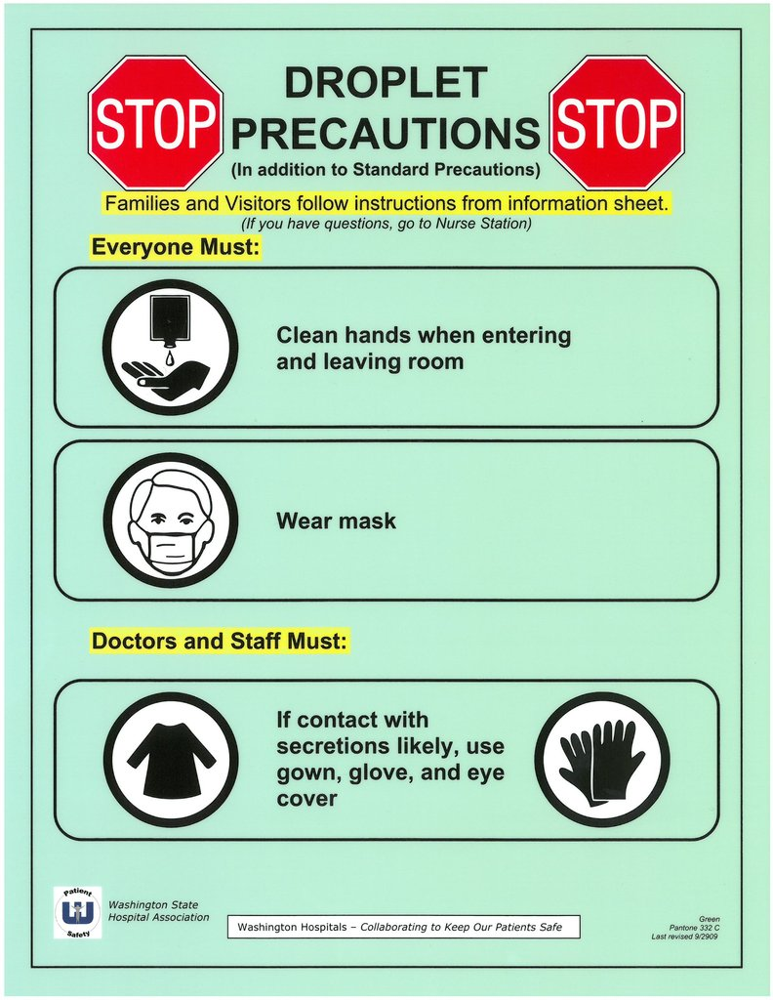 STOP
DROPLET
PRECAUTIONS
STOP
(In addition to Standard Precautions)
Families and Visitors follow instructions from information sheet.
(If you have questions, go to Nurse Station)
Everyone Must:
Clean hands when entering
and leaving room
Wear mask
Doctors and Staff Must:
If contact with
secretions likely, use
gown, glove, and eye
cover
Patient
W
Safety
Washington State
Hospital Association
Washington Hospitals – Collaborating to Keep Our Patients Safe
Green
Pantone 332 C
Last revised 9/2909